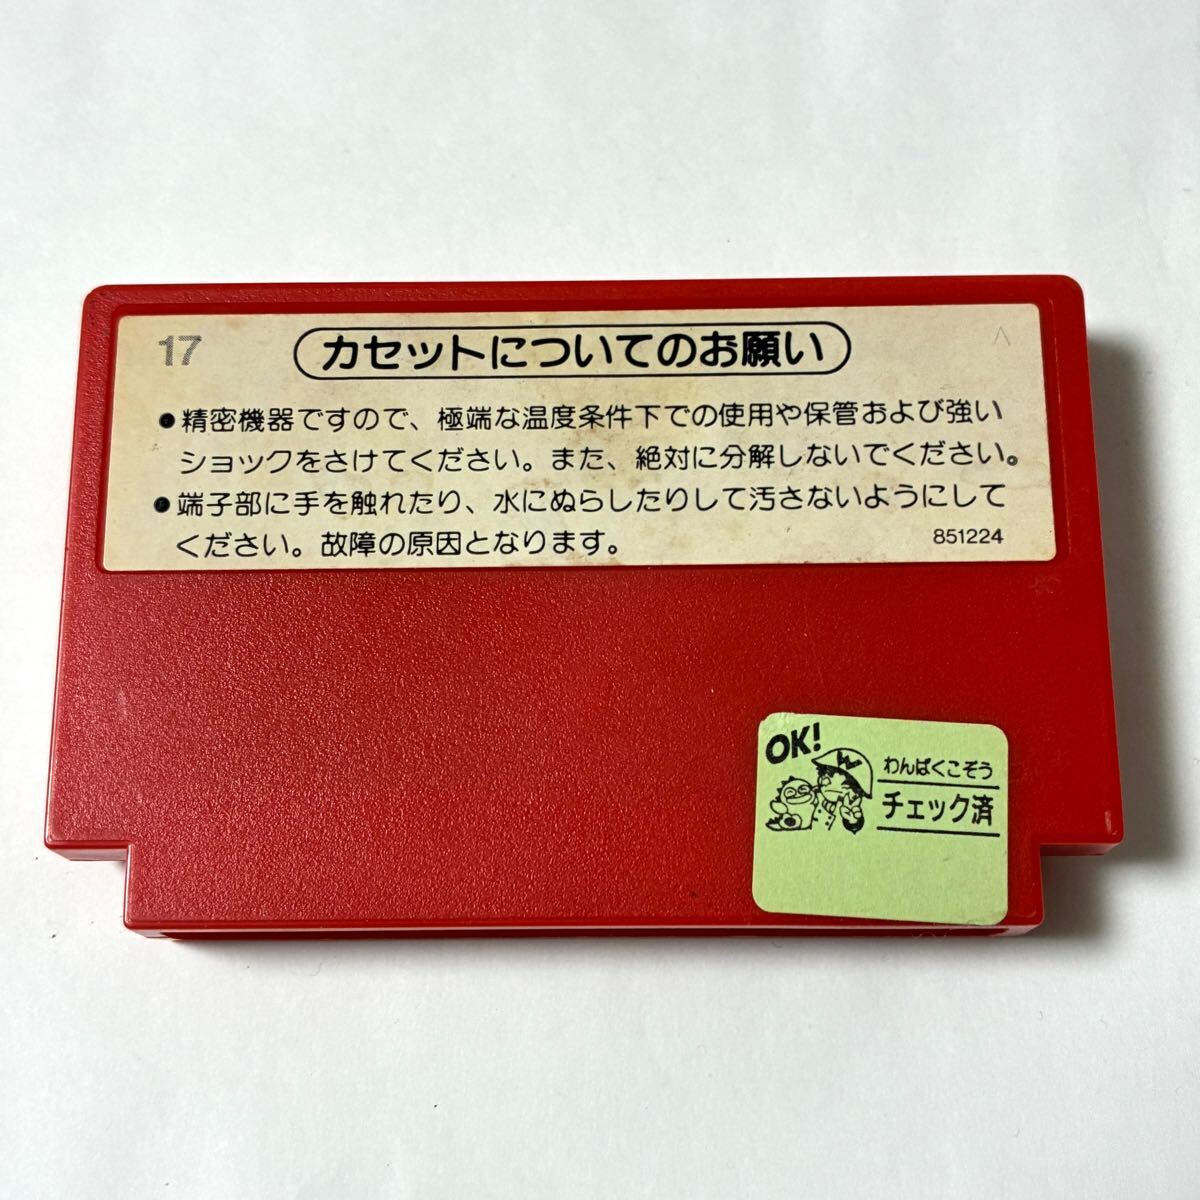 17
カセットについてのお願い
●精密機器ですので、極端な温度条件下での使用や保管および強い
ショックをさけてください。また、絶対に分解しないでください。
●端子部に手を触れたり、水にぬらしたりして汚さないようにして
ください。故障の原因となります。
851224
OK!
W
わんぱくこぞう
チェック済